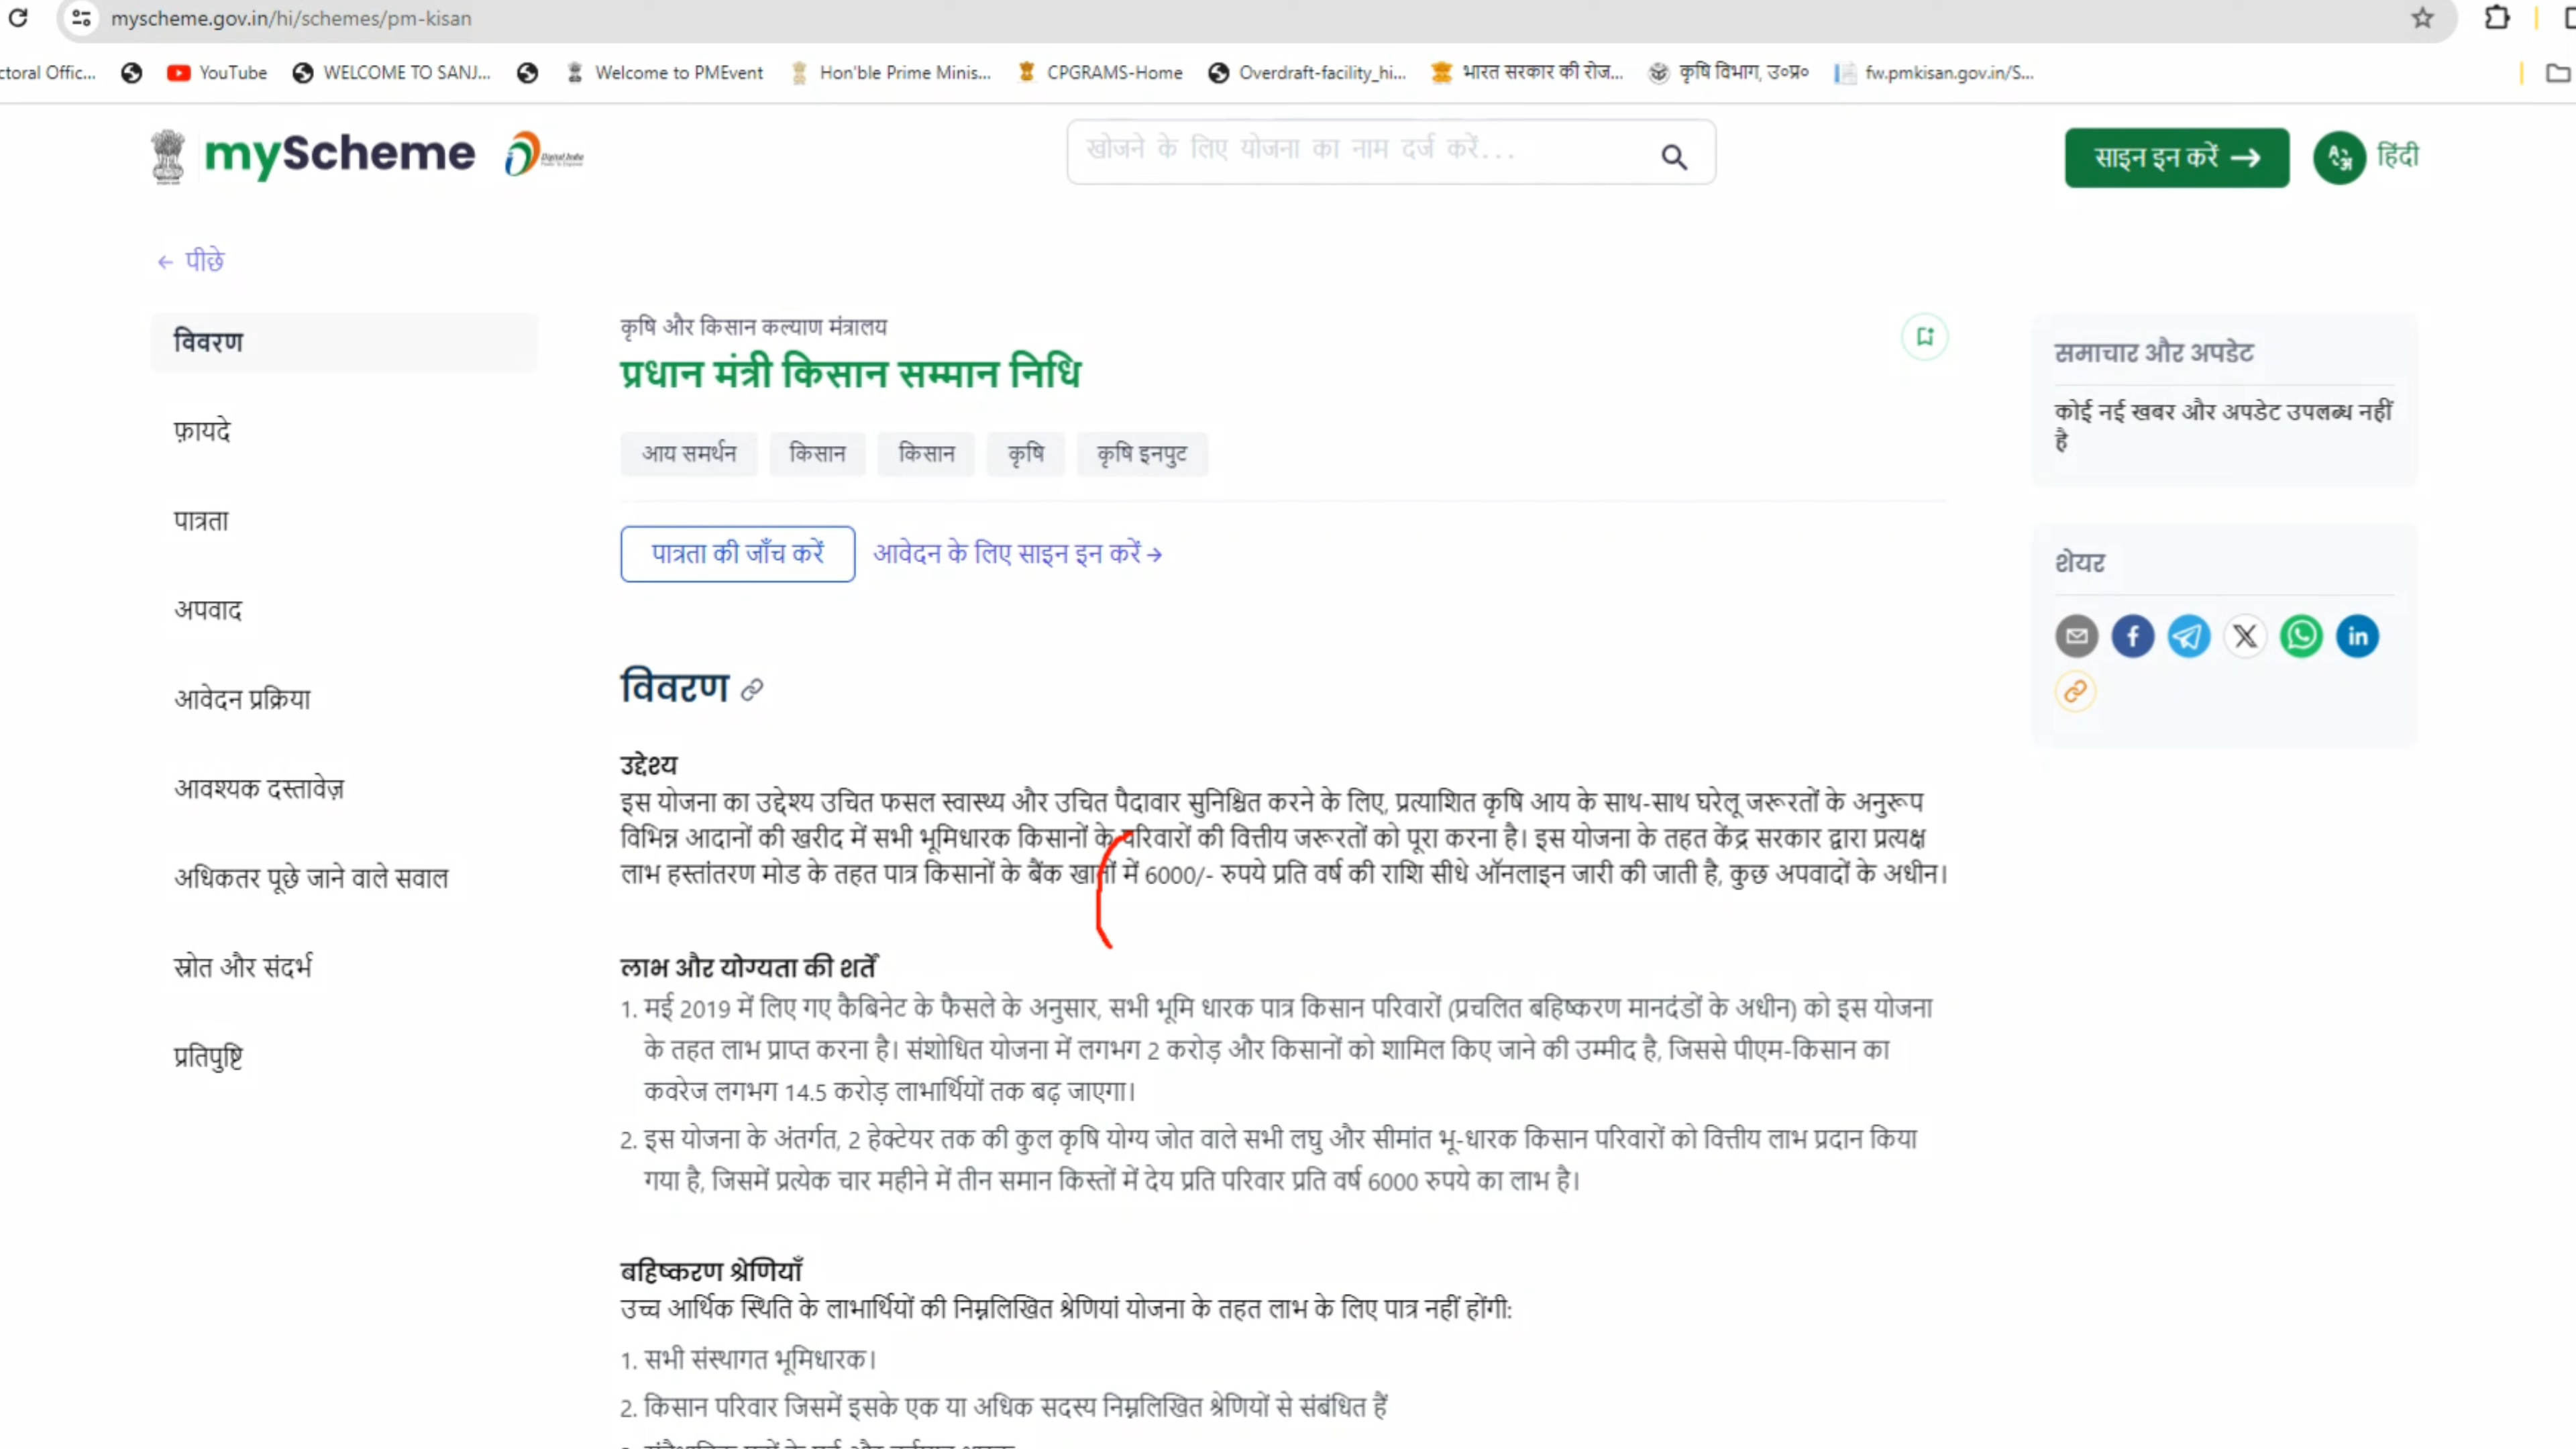 myscheme.gov.in/hi/schemes/pm-kisan
ctoral Offic... YouTube WELCOME TO SANJ... Welcome to PMEvent Hon'ble Prime Minis... CPGRAMS-Home Overdraft-facility_hi... भारत सरकार की रोज... कृषि विभाग, उ०प्र० fw.pmkisan.gov.in/S...
myScheme Digital India खोजने के लिए योजना का नाम दर्ज करें... साइन इन करें → हिंदी
← पीछे
विवरण
फ़ायदे
पात्रता
अपवाद
आवेदन प्रक्रिया
आवश्यक दस्तावेज़
अधिकतर पूछे जाने वाले सवाल
स्रोत और संदर्भ
प्रतिपुष्टि
कृषि और किसान कल्याण मंत्रालय
प्रधान मंत्री किसान सम्मान निधि
आय समर्थन किसान किसान कृषि कृषि इनपुट
पात्रता की जाँच करें आवेदन के लिए साइन इन करें →
विवरण
उद्देश्य
इस योजना का उद्देश्य उचित फसल स्वास्थ्य और उचित पैदावार सुनिश्चित करने के लिए, प्रत्याशित कृषि आय के साथ-साथ घरेलू जरूरतों के अनुरूप
विभिन्न आदानों की खरीद में सभी भूमिधारक किसानों के परिवारों की वित्तीय जरूरतों को पूरा करना है। इस योजना के तहत केंद्र सरकार द्वारा प्रत्यक्ष
लाभ हस्तांतरण मोड के तहत पात्र किसानों के बैंक खातों में 6000/- रुपये प्रति वर्ष की राशि सीधे ऑनलाइन जारी की जाती है, कुछ अपवादों के अधीन।
लाभ और योग्यता की शर्तें
1. मई 2019 में लिए गए कैबिनेट के फैसले के अनुसार, सभी भूमि धारक पात्र किसान परिवारों (प्रचलित बहिष्करण मानदंडों के अधीन) को इस योजना
के तहत लाभ प्राप्त करना है। संशोधित योजना में लगभग 2 करोड़ और किसानों को शामिल किए जाने की उम्मीद है, जिससे पीएम-किसान का
कवरेज लगभग 14.5 करोड़ लाभार्थियों तक बढ़ जाएगा।
2. इस योजना के अंतर्गत, 2 हेक्टेयर तक की कुल कृषि योग्य जोत वाले सभी लघु और सीमांत भू-धारक किसान परिवारों को वित्तीय लाभ प्रदान किया
गया है, जिसमें प्रत्येक चार महीने में तीन समान किस्तों में देय प्रति परिवार प्रति वर्ष 6000 रुपये का लाभ है।
बहिष्करण श्रेणियाँ
उच्च आर्थिक स्थिति के लाभार्थियों की निम्नलिखित श्रेणियां योजना के तहत लाभ के लिए पात्र नहीं होंगी:
1. सभी संस्थागत भूमिधारक।
2. किसान परिवार जिसमें इसके एक या अधिक सदस्य निम्नलिखित श्रेणियों से संबंधित हैं
समाचार और अपडेट
कोई नई खबर और अपडेट उपलब्ध नहीं
है
शेयर